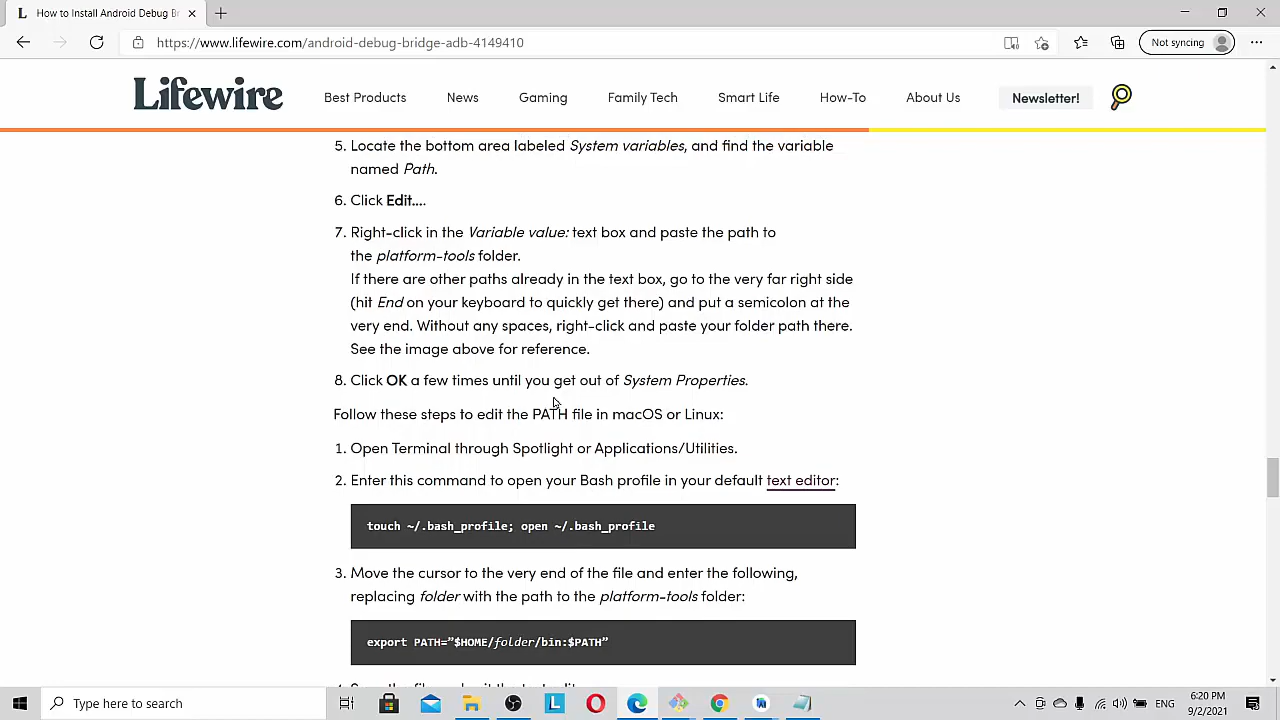 L How to Install Android Debug Br
https://www.lifewire.com/android-debug-bridge-adb-4149410
Not syncing
Lifewire
Best Products
News
Gaming
Family Tech
Smart Life
How-To
About Us
Newsletter!
5. Locate the bottom area labeled System variables, and find the variable
named Path.
6. Click Edit....
7. Right-click in the Variable value: text box and paste the path to
the platform-tools folder.
If there are other paths already in the text box, go to the very far right side
(hit End on your keyboard to quickly get there) and put a semicolon at the
very end. Without any spaces, right-click and paste your folder path there.
See the image above for reference.
8. Click OK a few times until you get out of System Properties.
Follow these steps to edit the PATH file in macOS or Linux:
1. Open Terminal through Spotlight or Applications/Utilities.
2. Enter this command to open your Bash profile in your default text editor:
touch ~/.bash_profile; open ~/.bash_profile
3. Move the cursor to the very end of the file and enter the following,
replacing folder with the path to the platform-tools folder:
export PATH=”$HOME/folder/bin:$PATH”
Type here to search
L
ENG
6:20 PM
9/2/2021